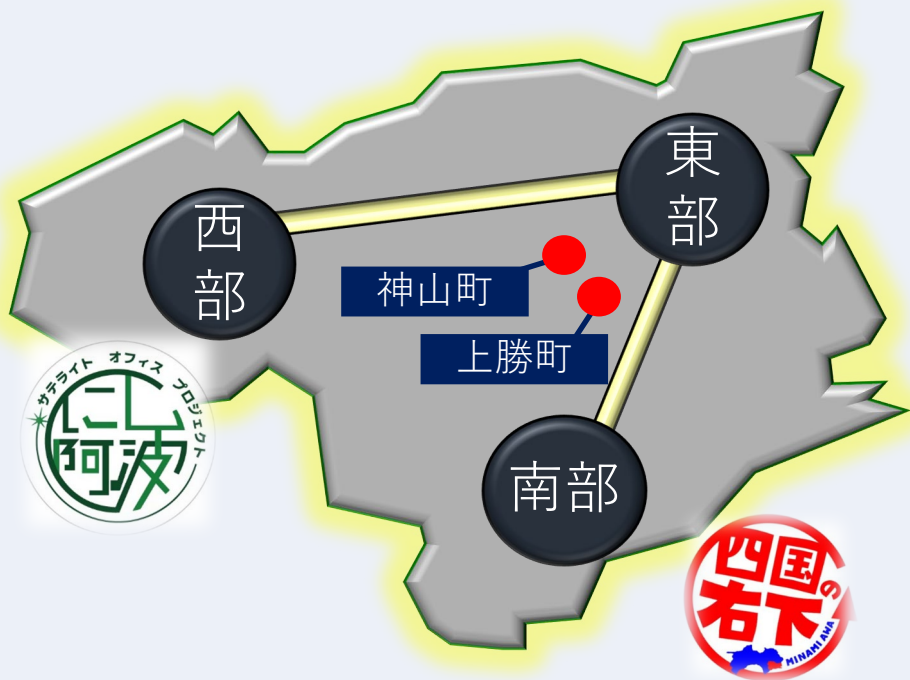 東
部
西
部
神山町
上勝町
南部
サテライト オフィス プロジェクト
にし
阿波
四国の
右下
MINAMI AWA